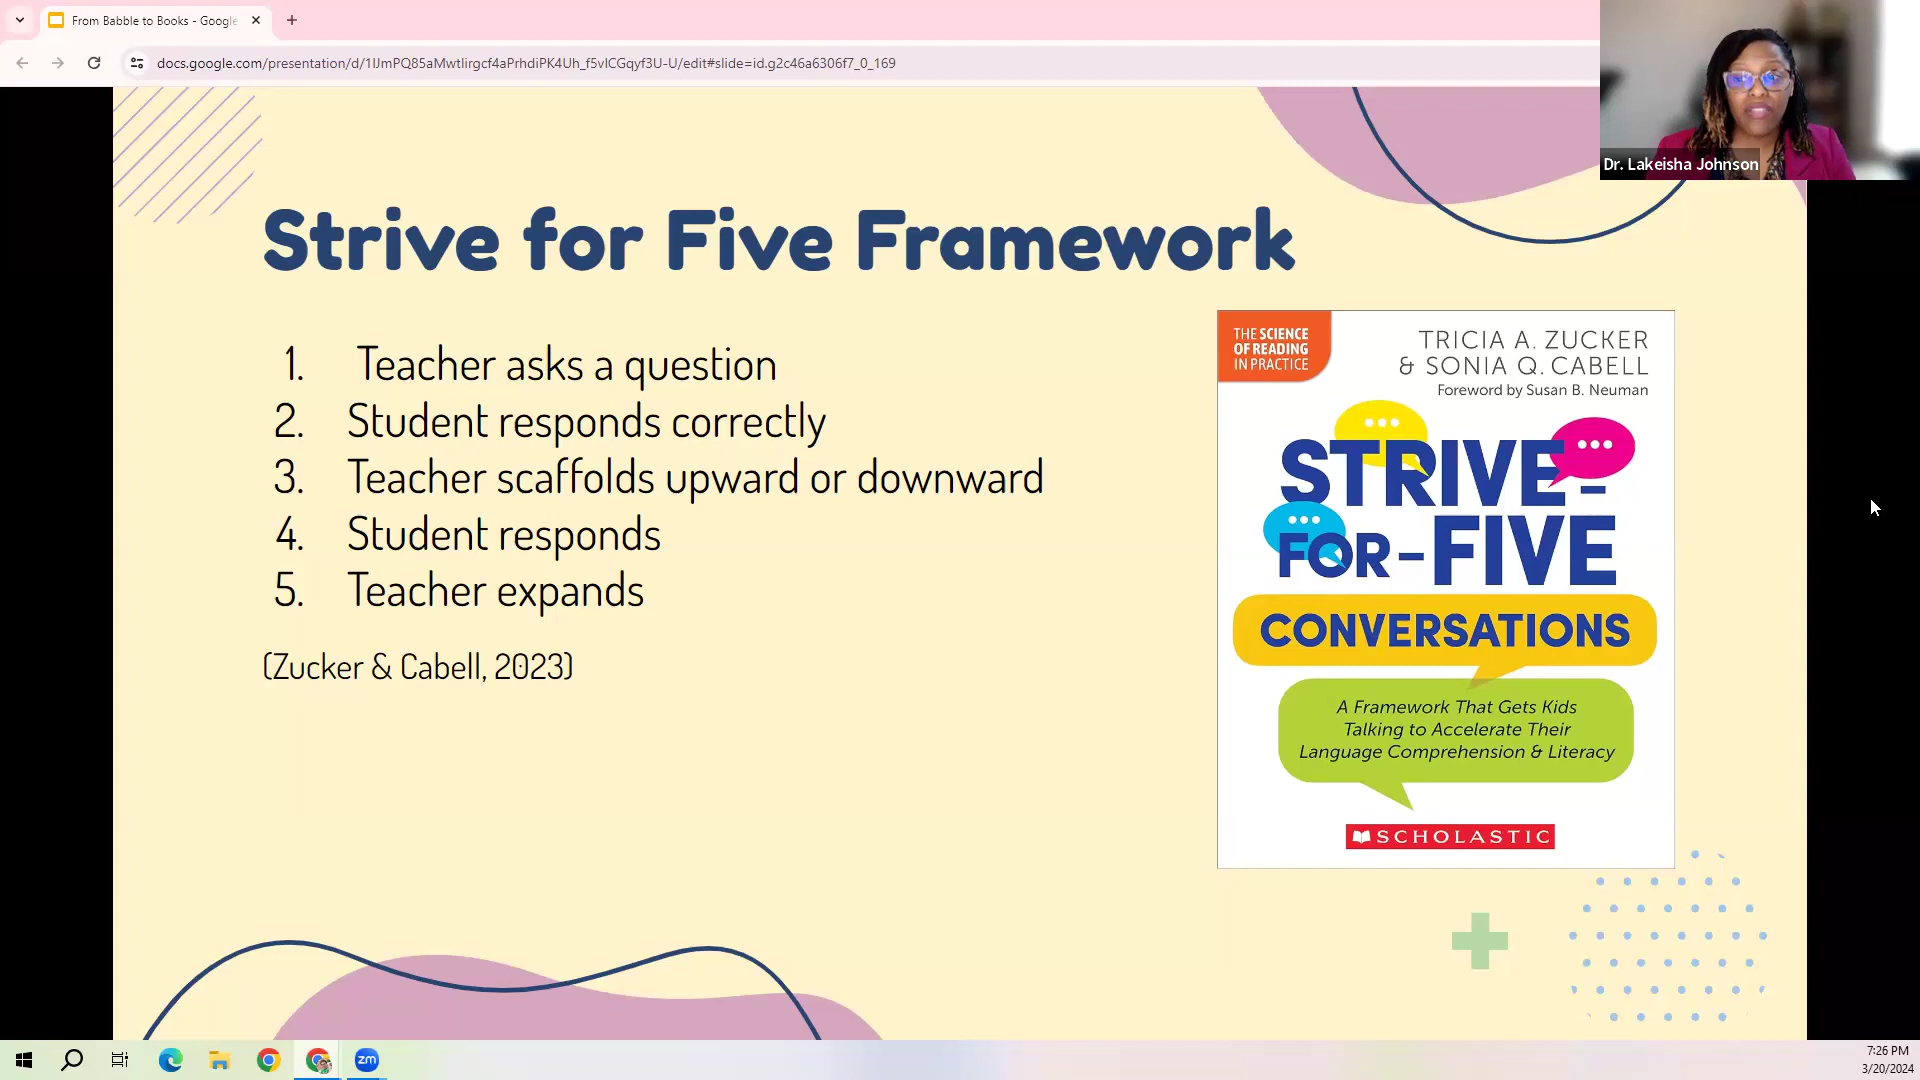 From Babble to Books - Google
docs.google.com/presentation/d/1IJmPQ85aMwtIirgcf4aPrhdiPK4Uh_f5vICGqyf3U-U/edit#slide=id.g2c46a6306f7_0_169
Dr. Lakeisha Johnson
Strive for Five Framework
1. Teacher asks a question
2. Student responds correctly
3. Teacher scaffolds upward or downward
4. Student responds
5. Teacher expands
(Zucker & Cabell, 2023)
THE SCIENCE
OF READING
IN PRACTICE
TRICIA A. ZUCKER
& SONIA Q. CABELL
Foreword by Susan B. Neuman
STRIVE-
FOR-FIVE
CONVERSATIONS
A Framework That Gets Kids
Talking to Accelerate Their
Language Comprehension & Literacy
SCHOLASTIC
zm
7:26 PM
3/20/2024